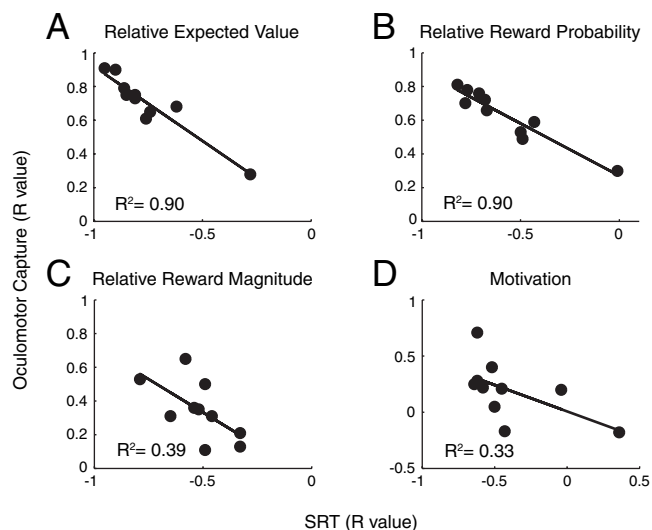 A
Relative Expected Value
1
0.8
0.6
0.4
0.2
0
-1
-0.5
0
R²= 0.90
B
Relative Reward Probability
1
0.8
0.6
0.4
0.2
0
-1
-0.5
0
R²= 0.90
Oculomotor Capture (R value)
C
Relative Reward Magnitude
1
0.8
0.6
0.4
0.2
0
-1
-0.5
0
R²= 0.39
D
Motivation
1
0.5
0
-0.5
-1
-0.5
0
0.5
R²= 0.33
SRT (R value)